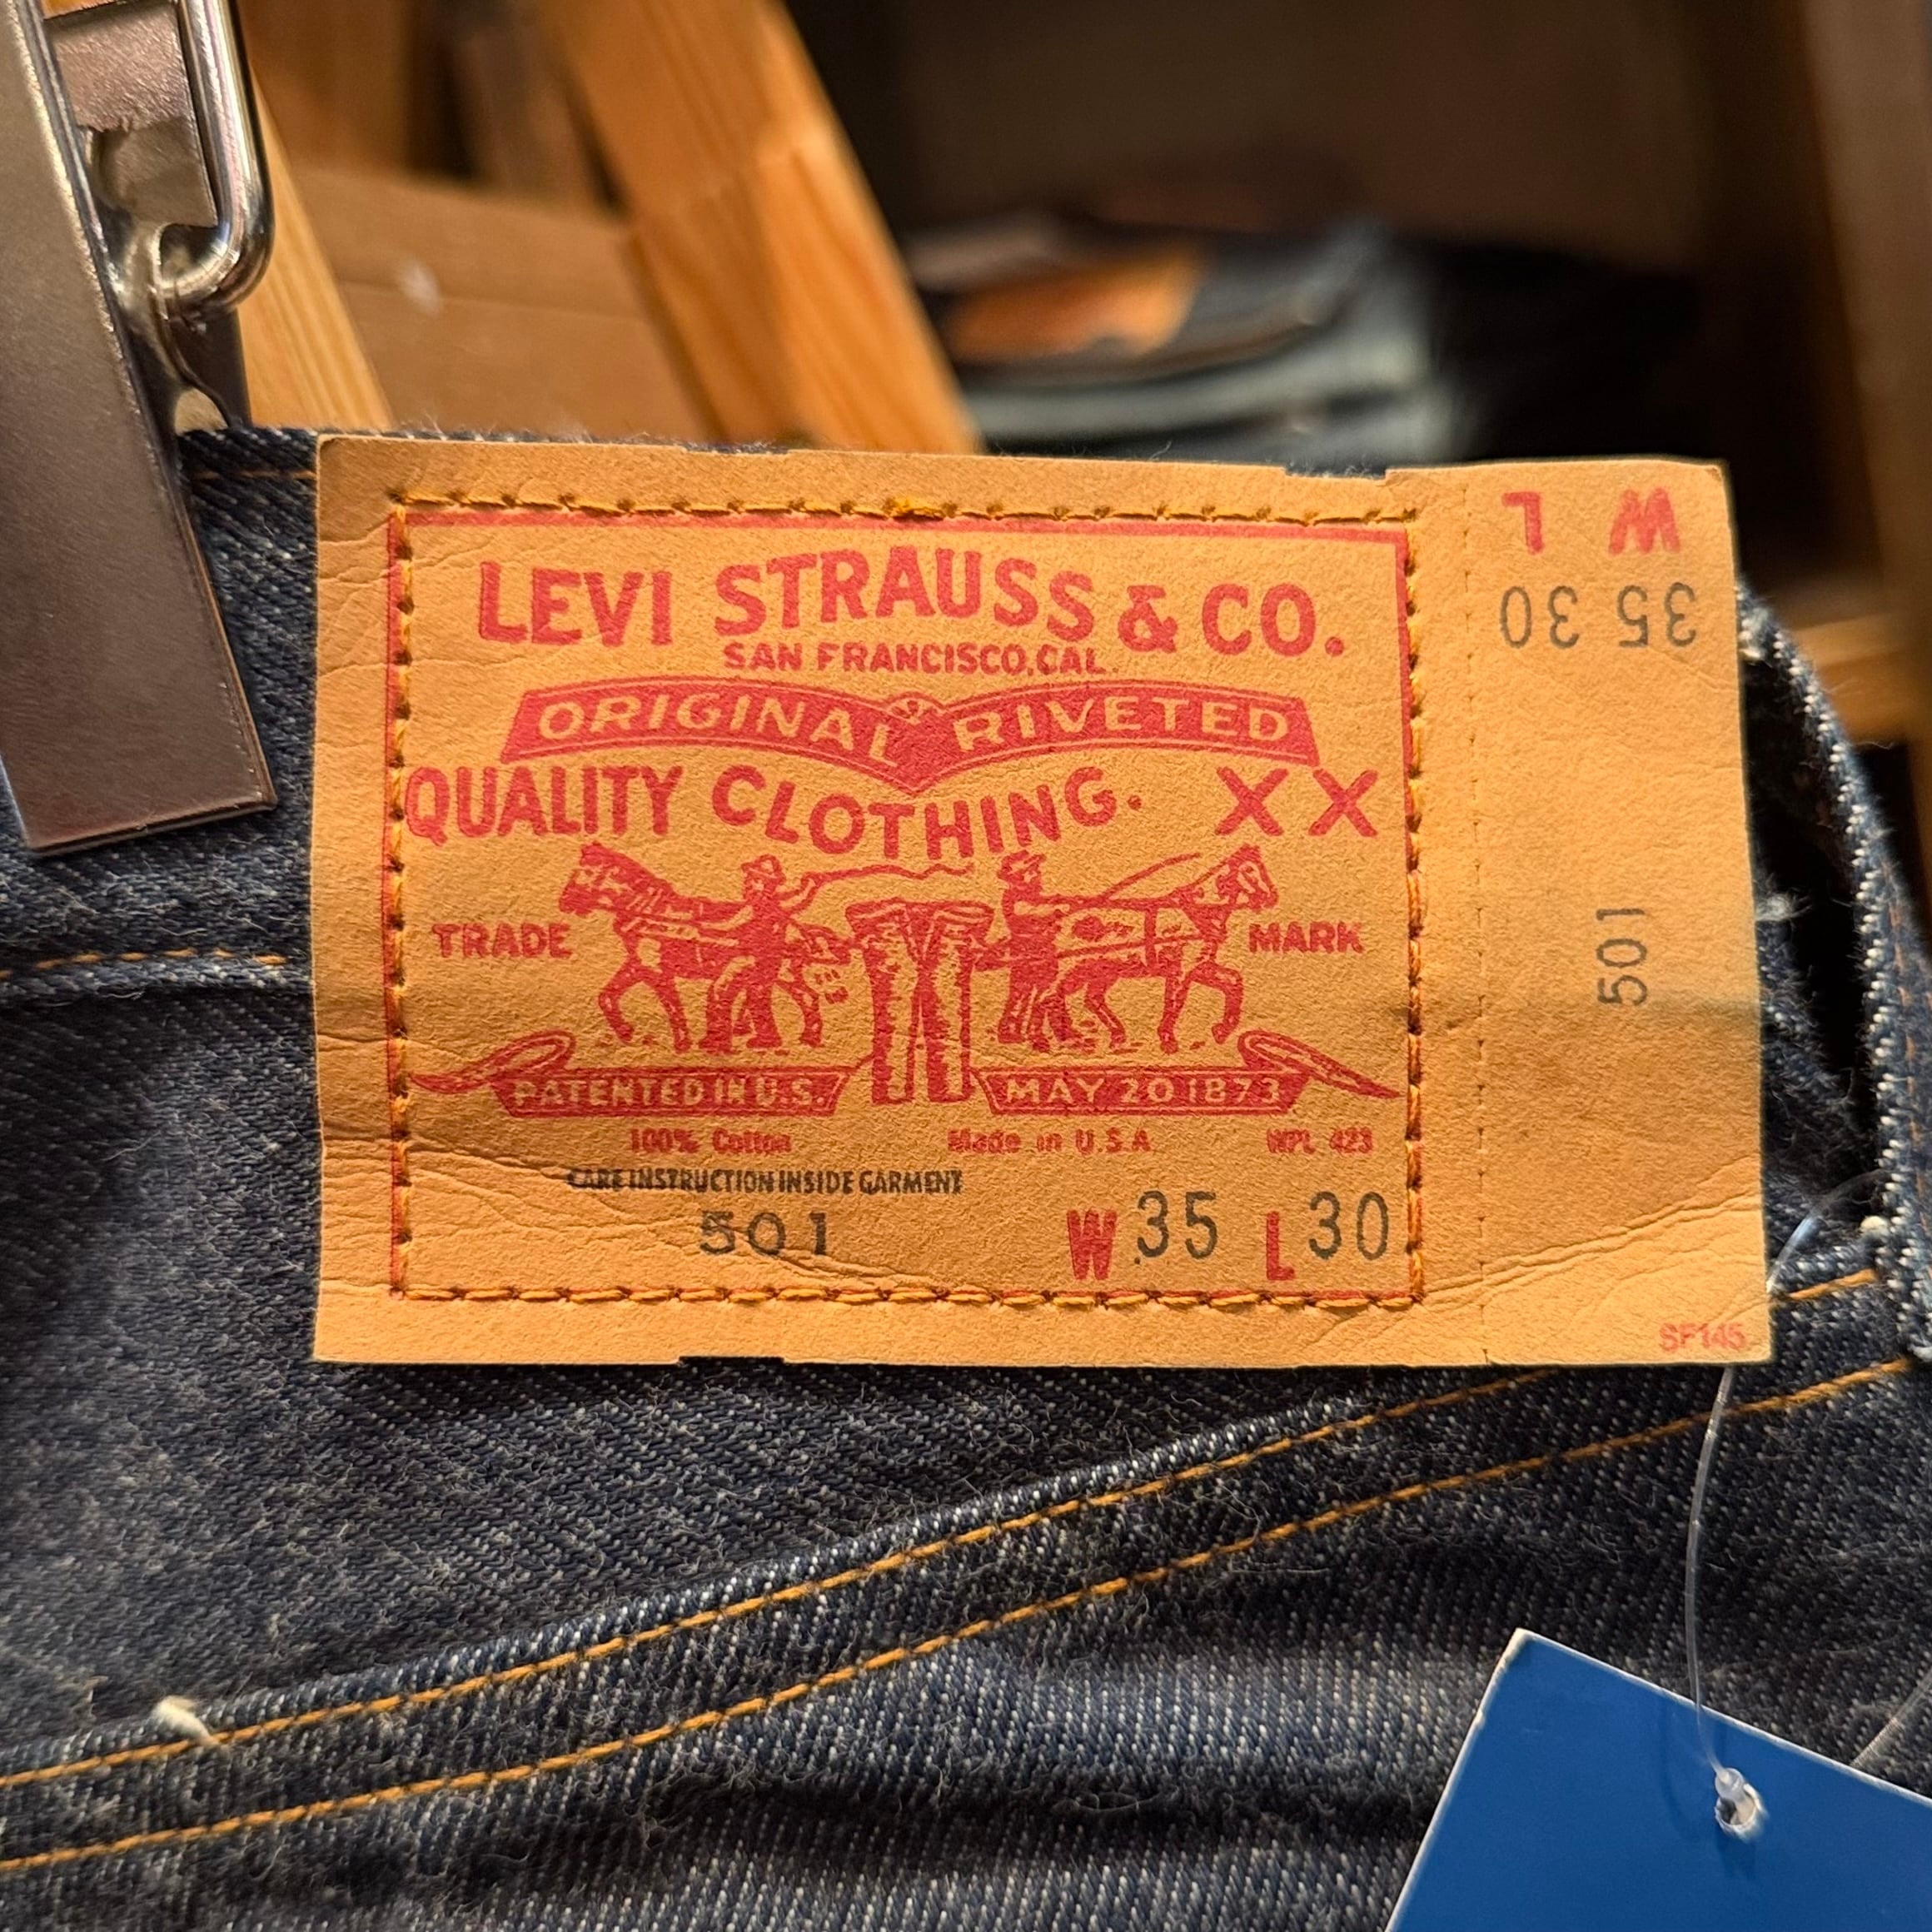 LEVI STRAUSS & CO.
SAN FRANCISCO, CAL.
ORIGINAL RIVETED
QUALITY CLOTHING. XX
TRADE MARK
PATENTED IN U.S. MAY 20 1873
100% Cotton Made in U.S.A. WPL 423
CARE INSTRUCTION INSIDE GARMENT
501 W 35 L 30
W L
35 30
501
SF145